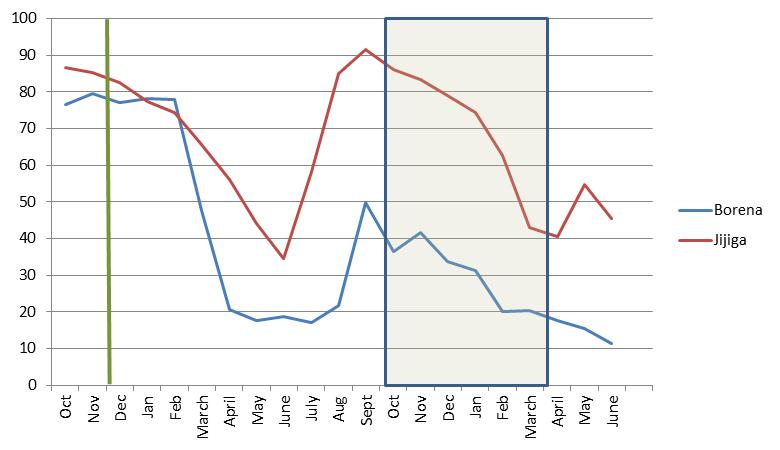 100
90
80
70
60
50
40
30
20
10
0
Oct
Nov
Dec
Jan
Feb
March
April
May
June
July
Aug
Sept
Oct
Nov
Dec
Jan
Feb
March
April
May
June
Borena
Jijiga